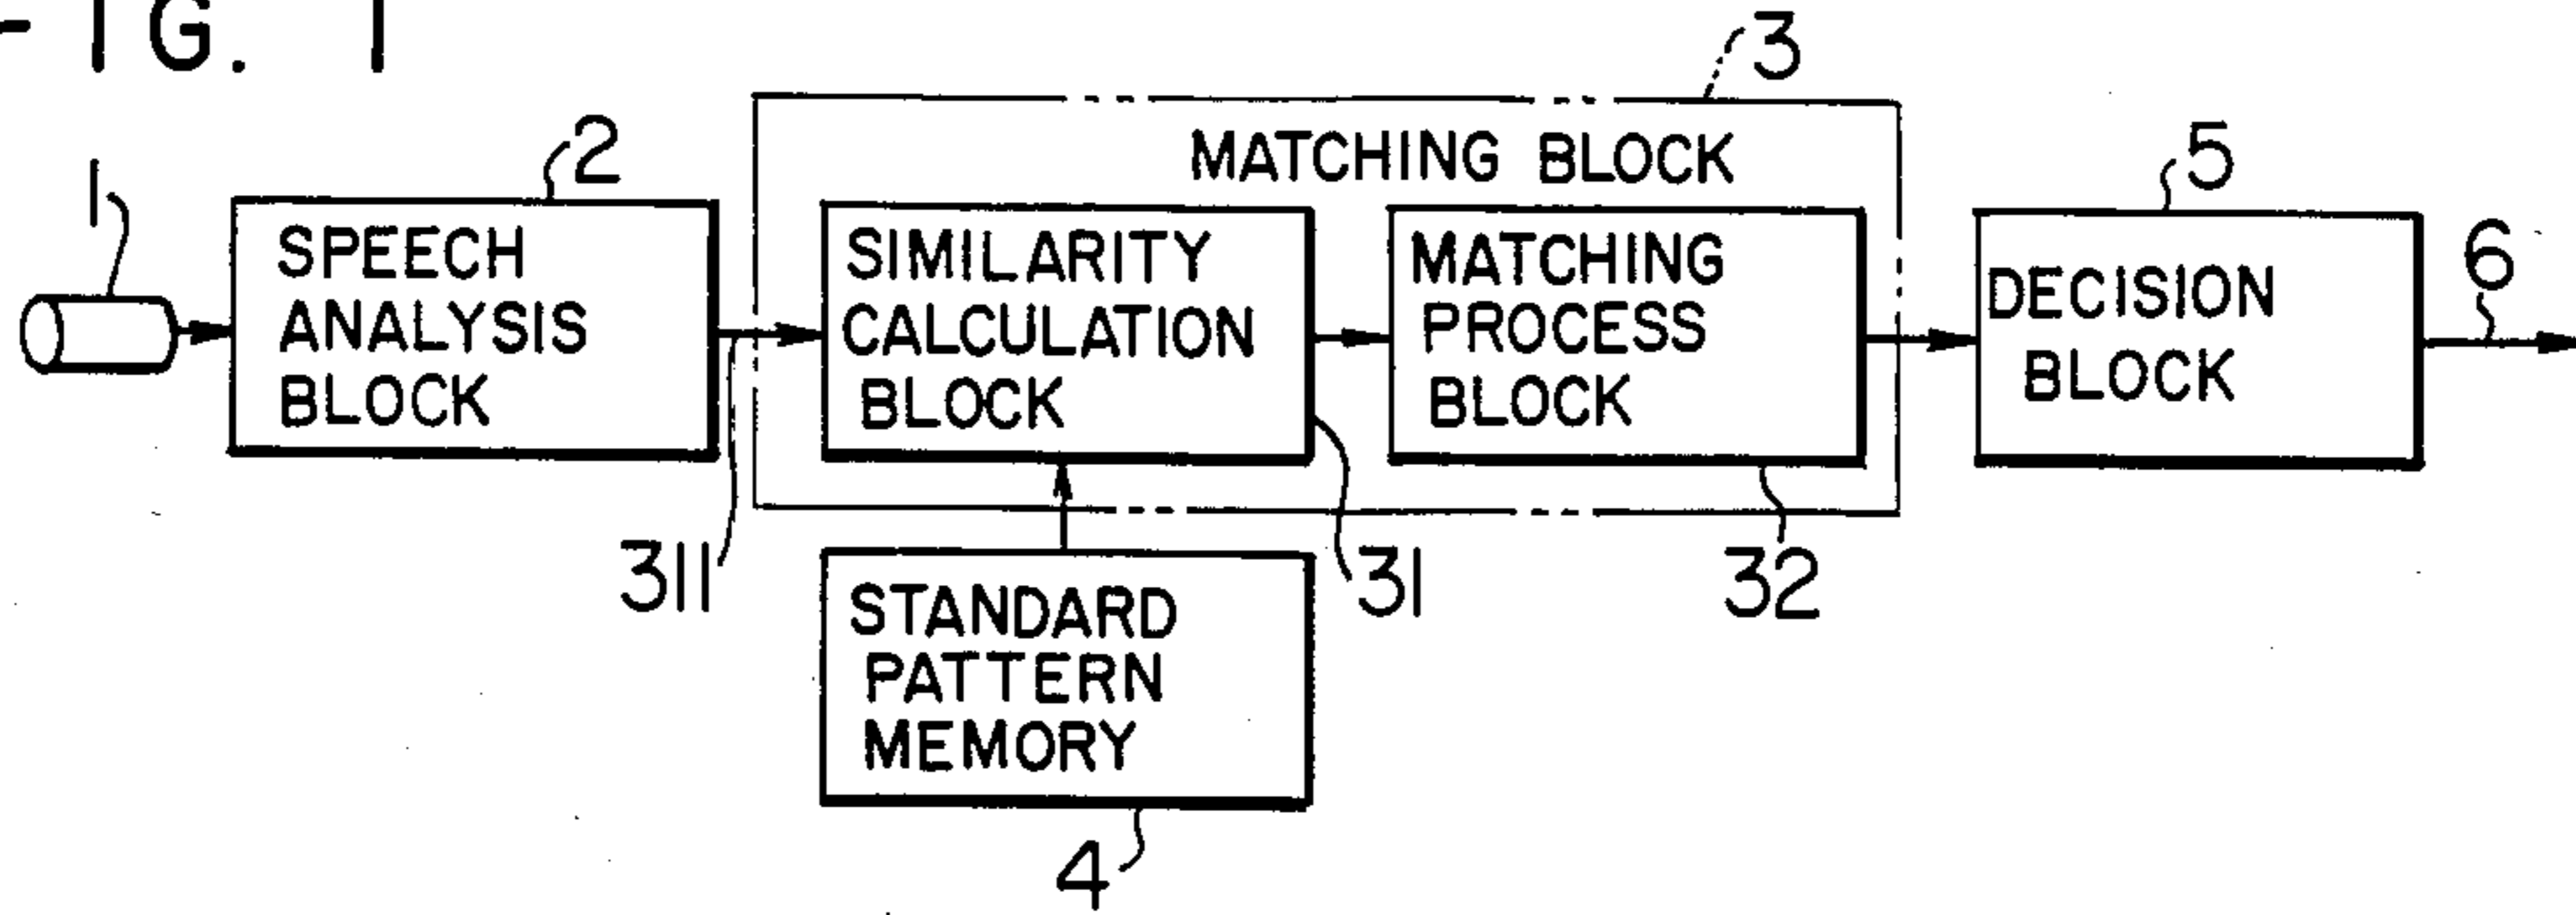 FIG. 1
3
MATCHING BLOCK
1
2
SPEECH
ANALYSIS
BLOCK
311
SIMILARITY
CALCULATION
BLOCK
31
MATCHING
PROCESS
BLOCK
32
5
DECISION
BLOCK
6
STANDARD
PATTERN
MEMORY
4